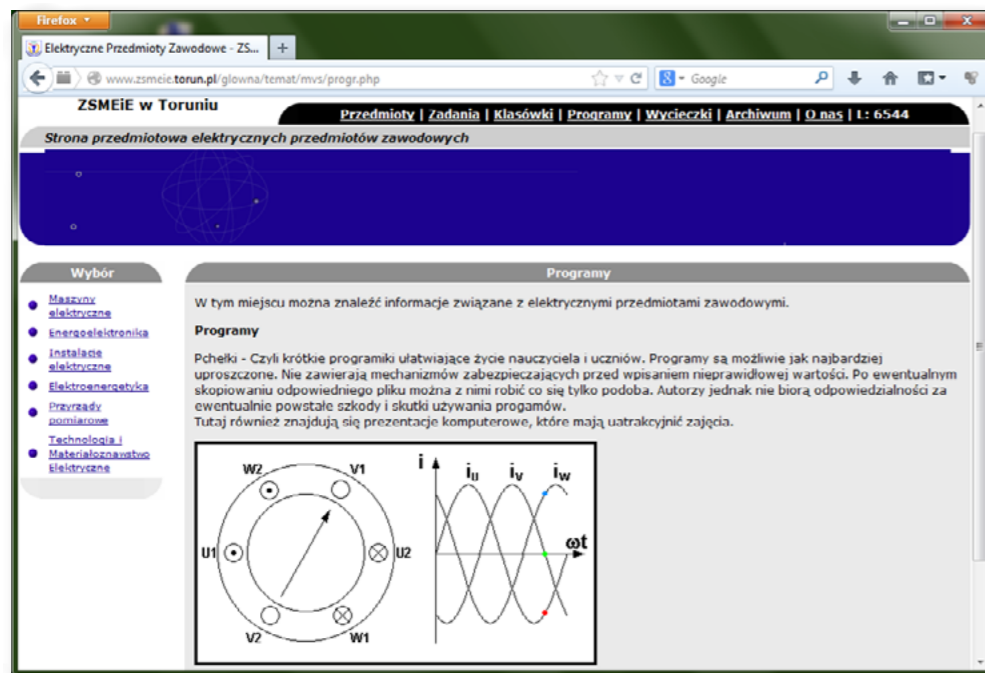 Firefox
Elektryczne Przedmioty Zawodowe - ZS...
www.zsmeie.torun.pl/glowna/temat/mvs/progr.php
Google
ZSMEiE w Toruniu
Przedmioty | Zadania | Klasówki | Programy | Wycieczki | Archiwum | O nas | L: 6544
Strona przedmiotowa elektrycznych przedmiotów zawodowych
Wybór
Maszyny
elektryczne
Energoelektronika
Instalacje
elektryczne
Elektroenergetyka
Przyrządy
pomiarowe
Technologia i
Materiałoznawstwo
Elektryczne
Programy
W tym miejscu można znaleźć informacje związane z elektrycznymi przedmiotami zawodowymi.
Programy
Pchełki - Czyli krótkie programiki ułatwiające życie nauczyciela i uczniów. Programy są możliwie jak najbardziej
uproszczone. Nie zawierają mechanizmów zabezpieczających przed wpisaniem nieprawidłowej wartości. Po ewentualnym
skopiowaniu odpowiedniego pliku można z nimi robić co się tylko podoba. Autorzy jednak nie biorą odpowiedzialności za
ewentualnie powstałe szkody i skutki używania progamów.
Tutaj również znajdują się prezentacje komputerowe, które mają uatrakcyjnić zajęcia.
W2 V1
U1 U2
V2 W1
i iu iv iw
ωt